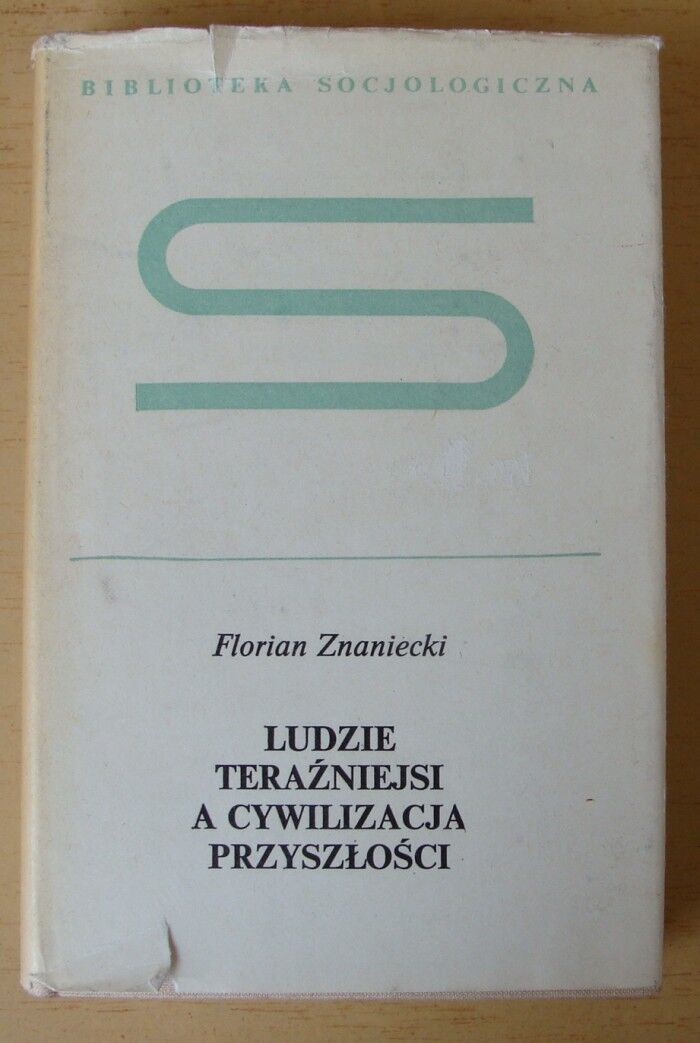 BIBLIOTEKA SOCJOLOGICZNA
Florian Znaniecki
LUDZIE
TERAŹNIEJSI
A CYWILIZACJA
PRZYSZŁOŚCI